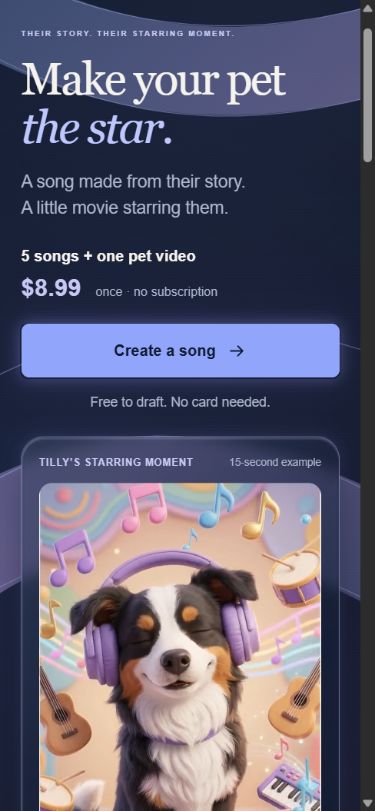 THEIR STORY. THEIR STARRING MOMENT.
Make your pet
the star.
A song made from their story.
A little movie starring them.
5 songs + one pet video
$8.99 once · no subscription
Create a song →
Free to draft. No card needed.
TILLY'S STARRING MOMENT 15-second example